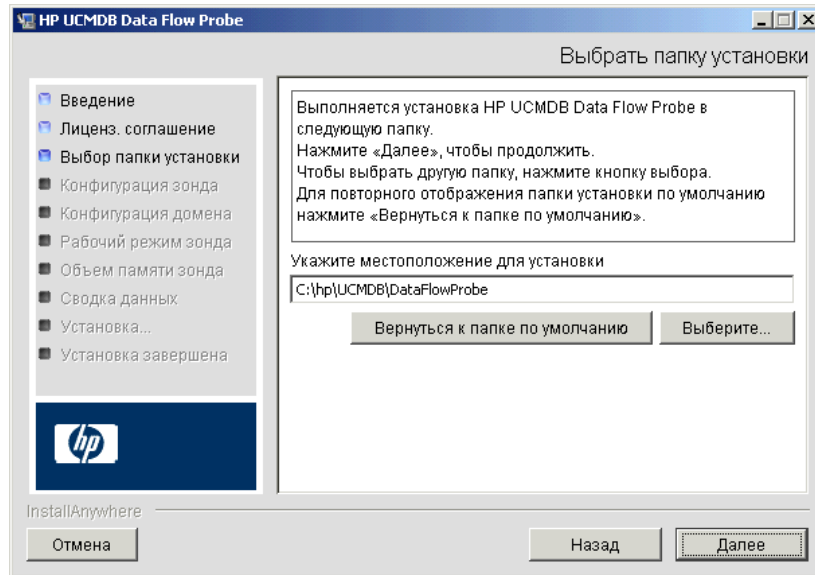 HP UCMDB Data Flow Probe
Выбрать папку установки
Введение
Лиценз. соглашение
Выбор папки установки
Конфигурация зонда
Конфигурация домена
Рабочий режим зонда
Объем памяти зонда
Сводка данных
Установка...
Установка завершена
Выполняется установка HP UCMDB Data Flow Probe в
следующую папку.
Нажмите «Далее», чтобы продолжить.
Чтобы выбрать другую папку, нажмите кнопку выбора.
Для повторного отображения папки установки по умолчанию
нажмите «Вернуться к папке по умолчанию».
Укажите местоположение для установки
C:\hp\UCMDB\DataFlowProbe
Вернуться к папке по умолчанию
Выберите...
hp
InstallAnywhere
Отмена
Назад
Далее